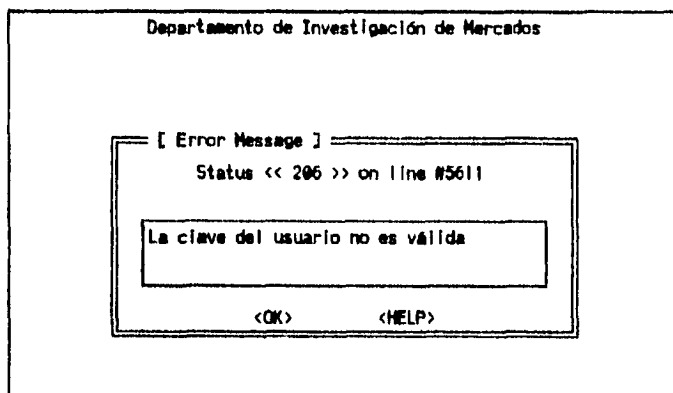 Departamento de Investigación de Mercados
[ Error Message ]
Status << 206 >> on line #5611
La clave del usuario no es válida
<OK> <HELP>